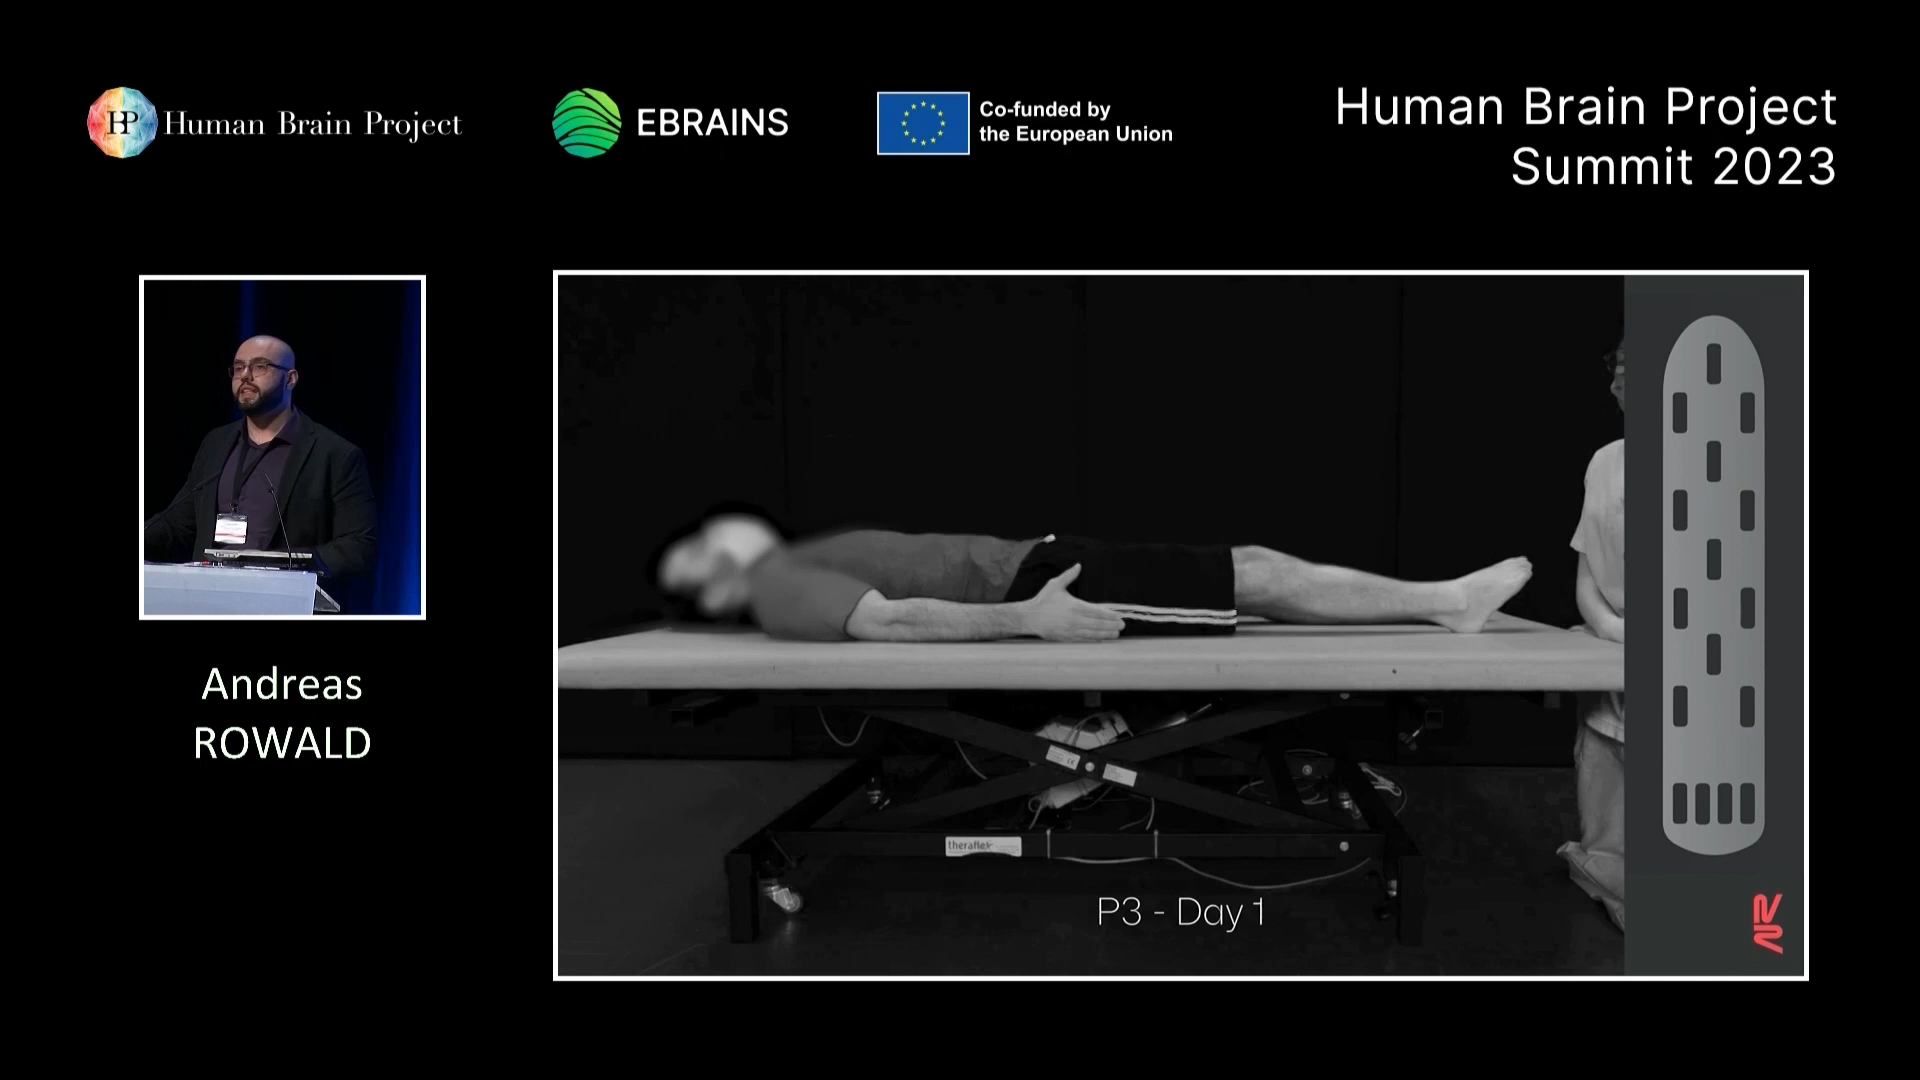 HP Human Brain Project
EBRAINS
Co-funded by
the European Union
Human Brain Project
Summit 2023
Andreas
ROWALD
theraflex
P3 - Day 1